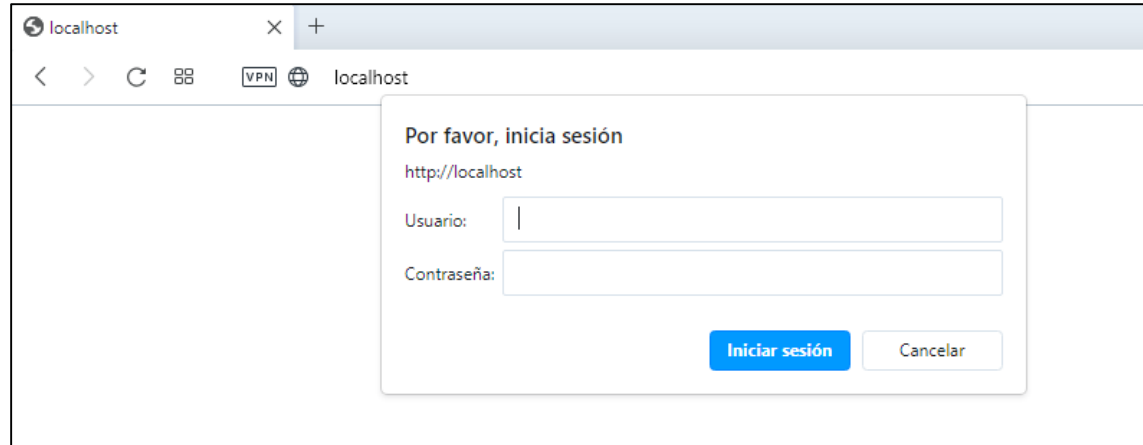 localhost
VPN localhost
Por favor, inicia sesión
http://localhost
Usuario:
Contraseña:
Iniciar sesión Cancelar